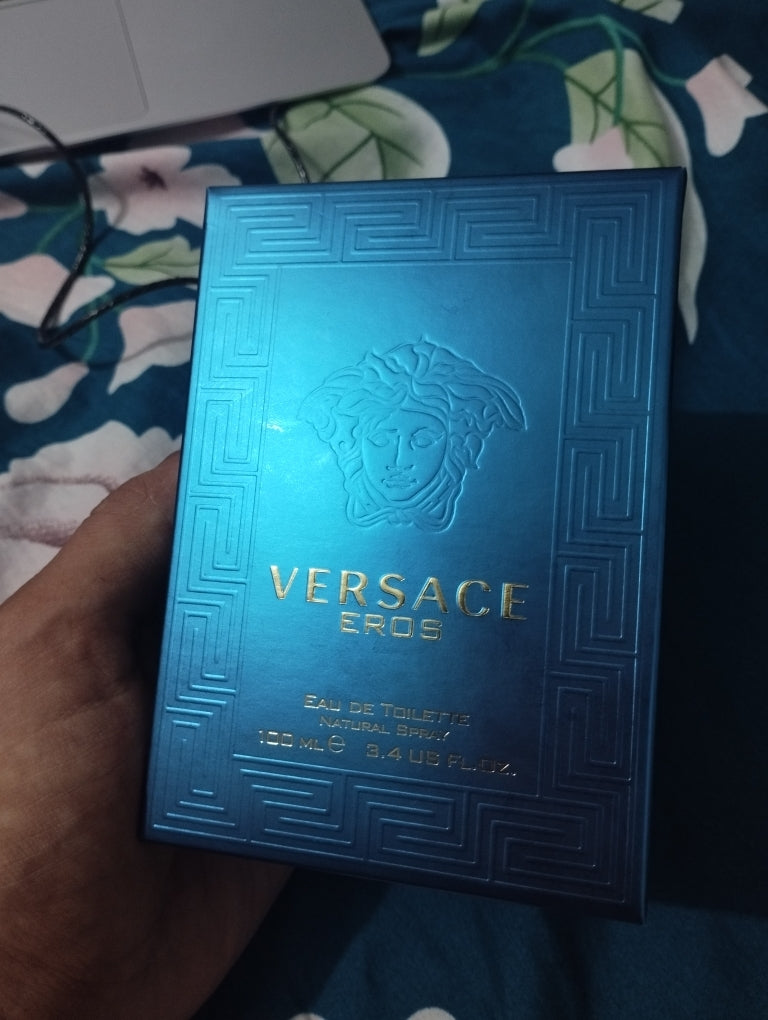 VERSACE
EROS
EAU DE TOILETTE
NATURAL SPRAY
100 ML ℮ 3.4 US FL.OZ.